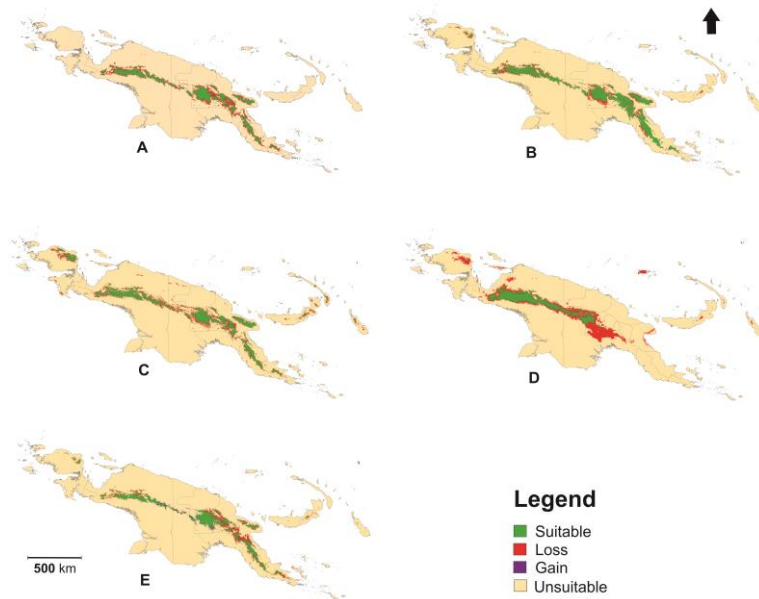 A
B
C
D
E
500 km
Legend
Suitable
Loss
Gain
Unsuitable